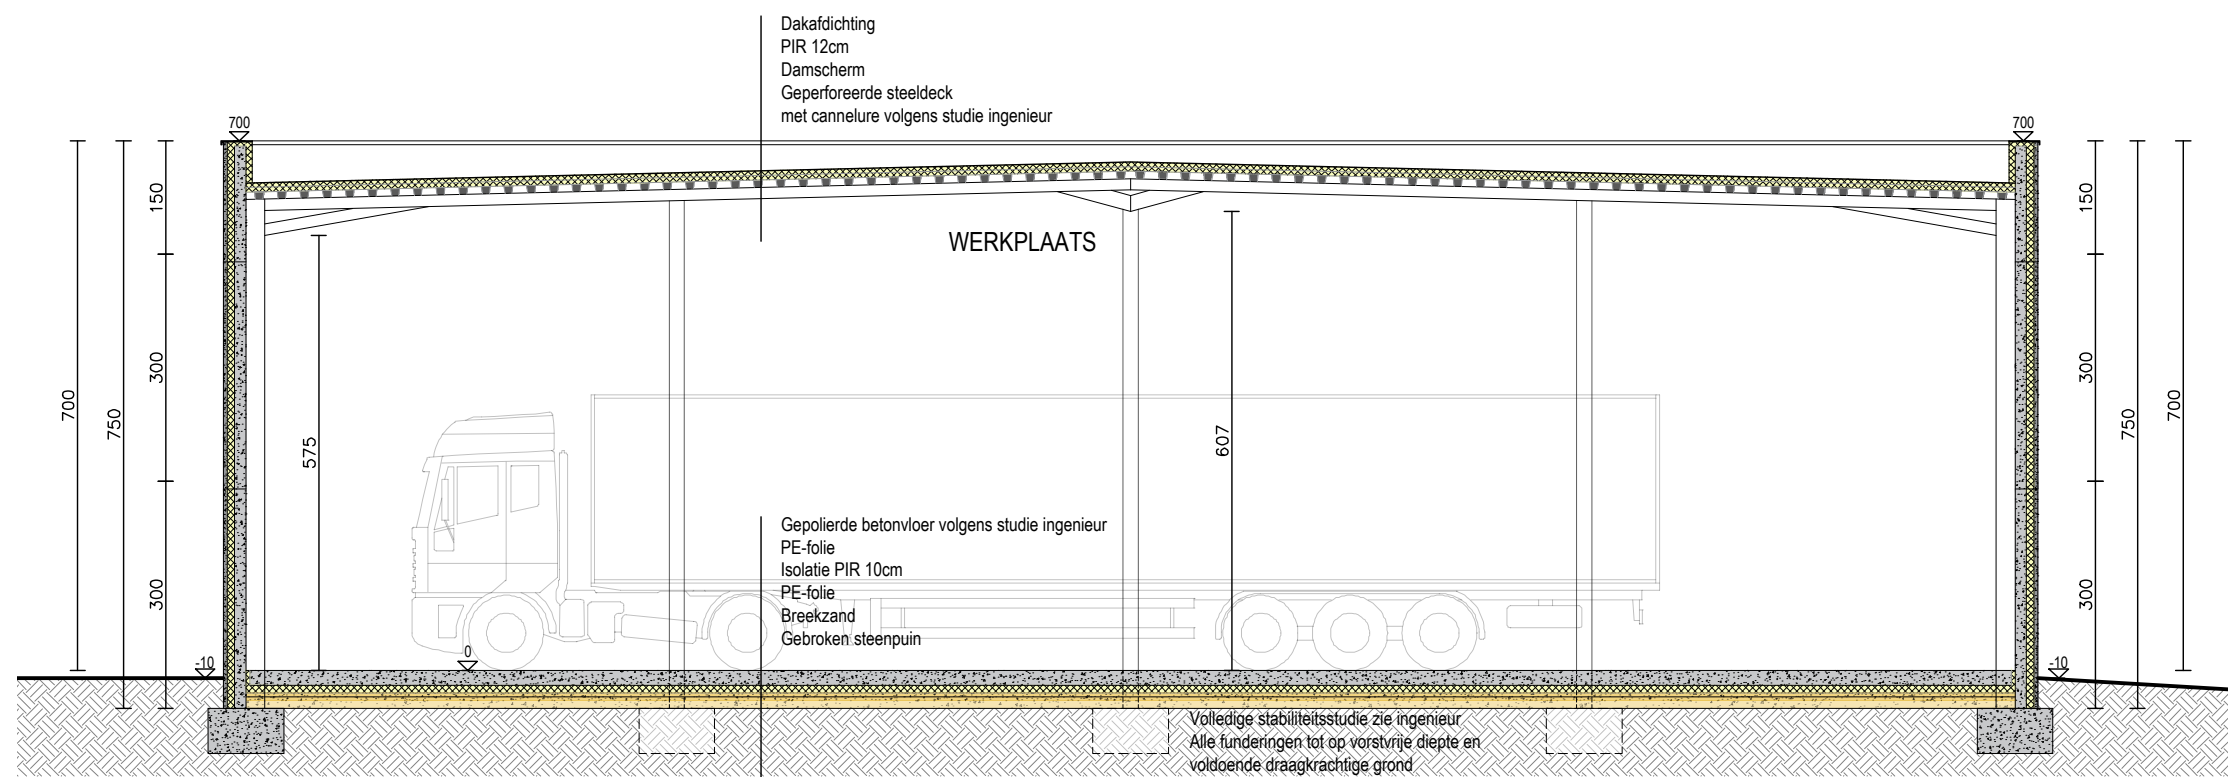 Dakafdichting
PIR 12cm
Damscherm
Geperforeerde steeldeck
met cannelure volgens studie ingenieur
700
700
150
150
WERKPLAATS
300
300
700
750
575
607
750
700
Gepolierde betonvloer volgens studie ingenieur
PE-folie
Isolatie PIR 10cm
PE-folie
Breekzand
Gebroken steenpuin
300
300
-10
0
-10
Volledige stabiliteitsstudie zie ingenieur
Alle funderingen tot op vorstvrije diepte en
voldoende draagkrachtige grond